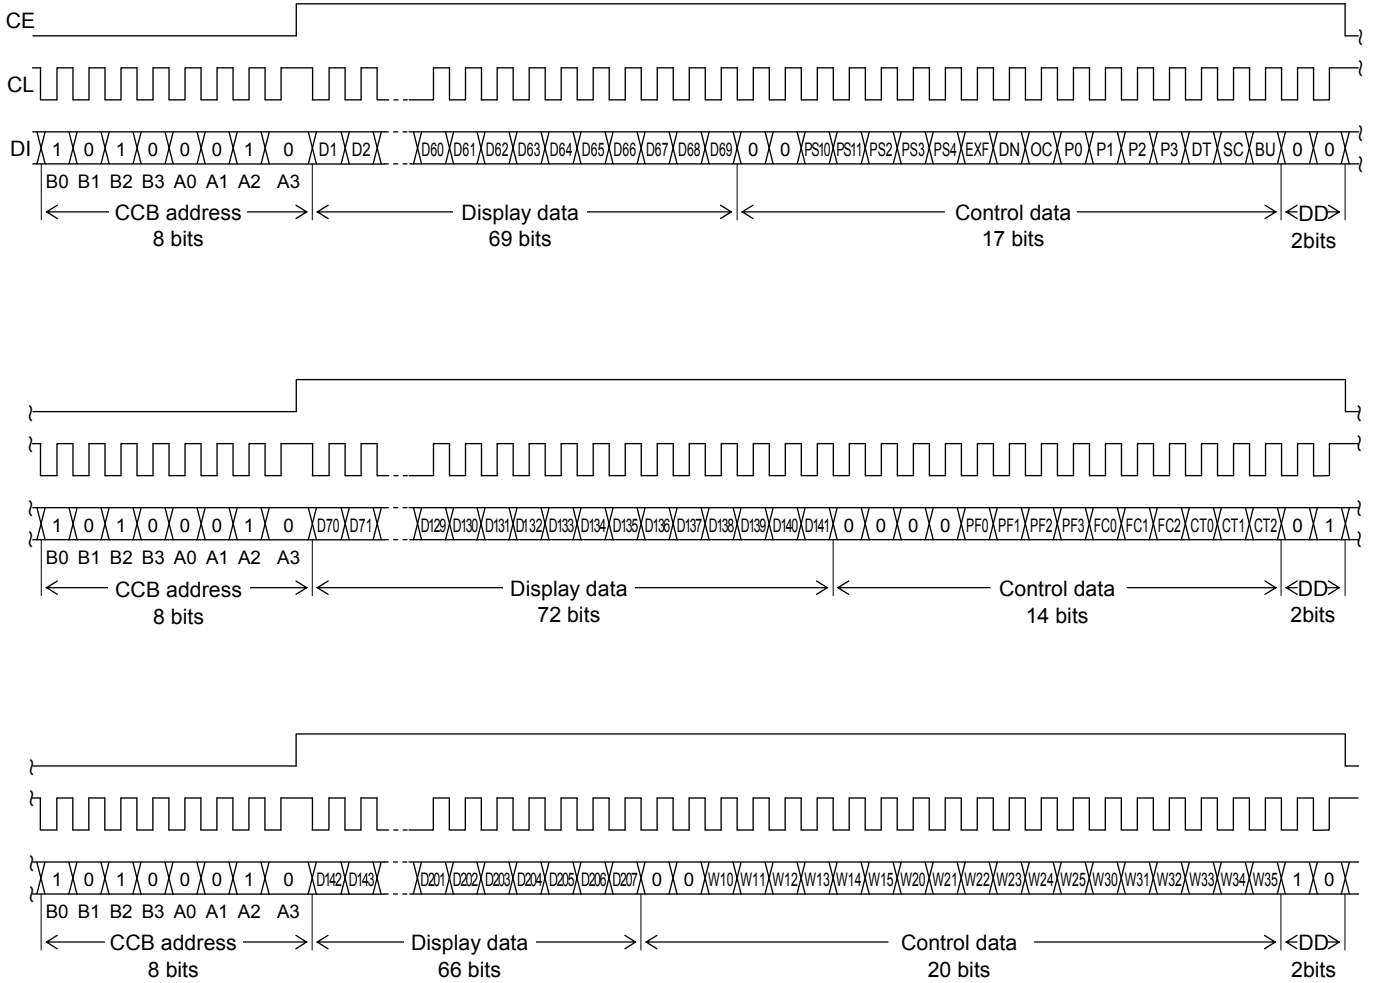 CE
CL
DI 1 0 1 0 0 0 1 0 D1 D2 D60 D61 D62 D63 D64 D65 D66 D67 D68 D69 0 0 PS10 PS11 PS2 PS3 PS4 EXF DN OC P0 P1 P2 P3 DT SC BU 0 0
B0 B1 B2 B3 A0 A1 A2 A3
CCB address Display data Control data DD
8 bits 69 bits 17 bits 2bits
1 0 1 0 0 0 1 0 D70 D71 D129 D130 D131 D132 D133 D134 D135 D136 D137 D138 D139 D140 D141 0 0 0 0 PF0 PF1 PF2 PF3 FC0 FC1 FC2 CT0 CT1 CT2 0 1
B0 B1 B2 B3 A0 A1 A2 A3
CCB address Display data Control data DD
8 bits 72 bits 14 bits 2bits
1 0 1 0 0 0 1 0 D142 D143 D201 D202 D203 D204 D205 D206 D207 0 0 W10 W11 W12 W13 W14 W15 W20 W21 W22 W23 W24 W25 W30 W31 W32 W33 W34 W35 1 0
B0 B1 B2 B3 A0 A1 A2 A3
CCB address Display data Control data DD
8 bits 66 bits 20 bits 2bits